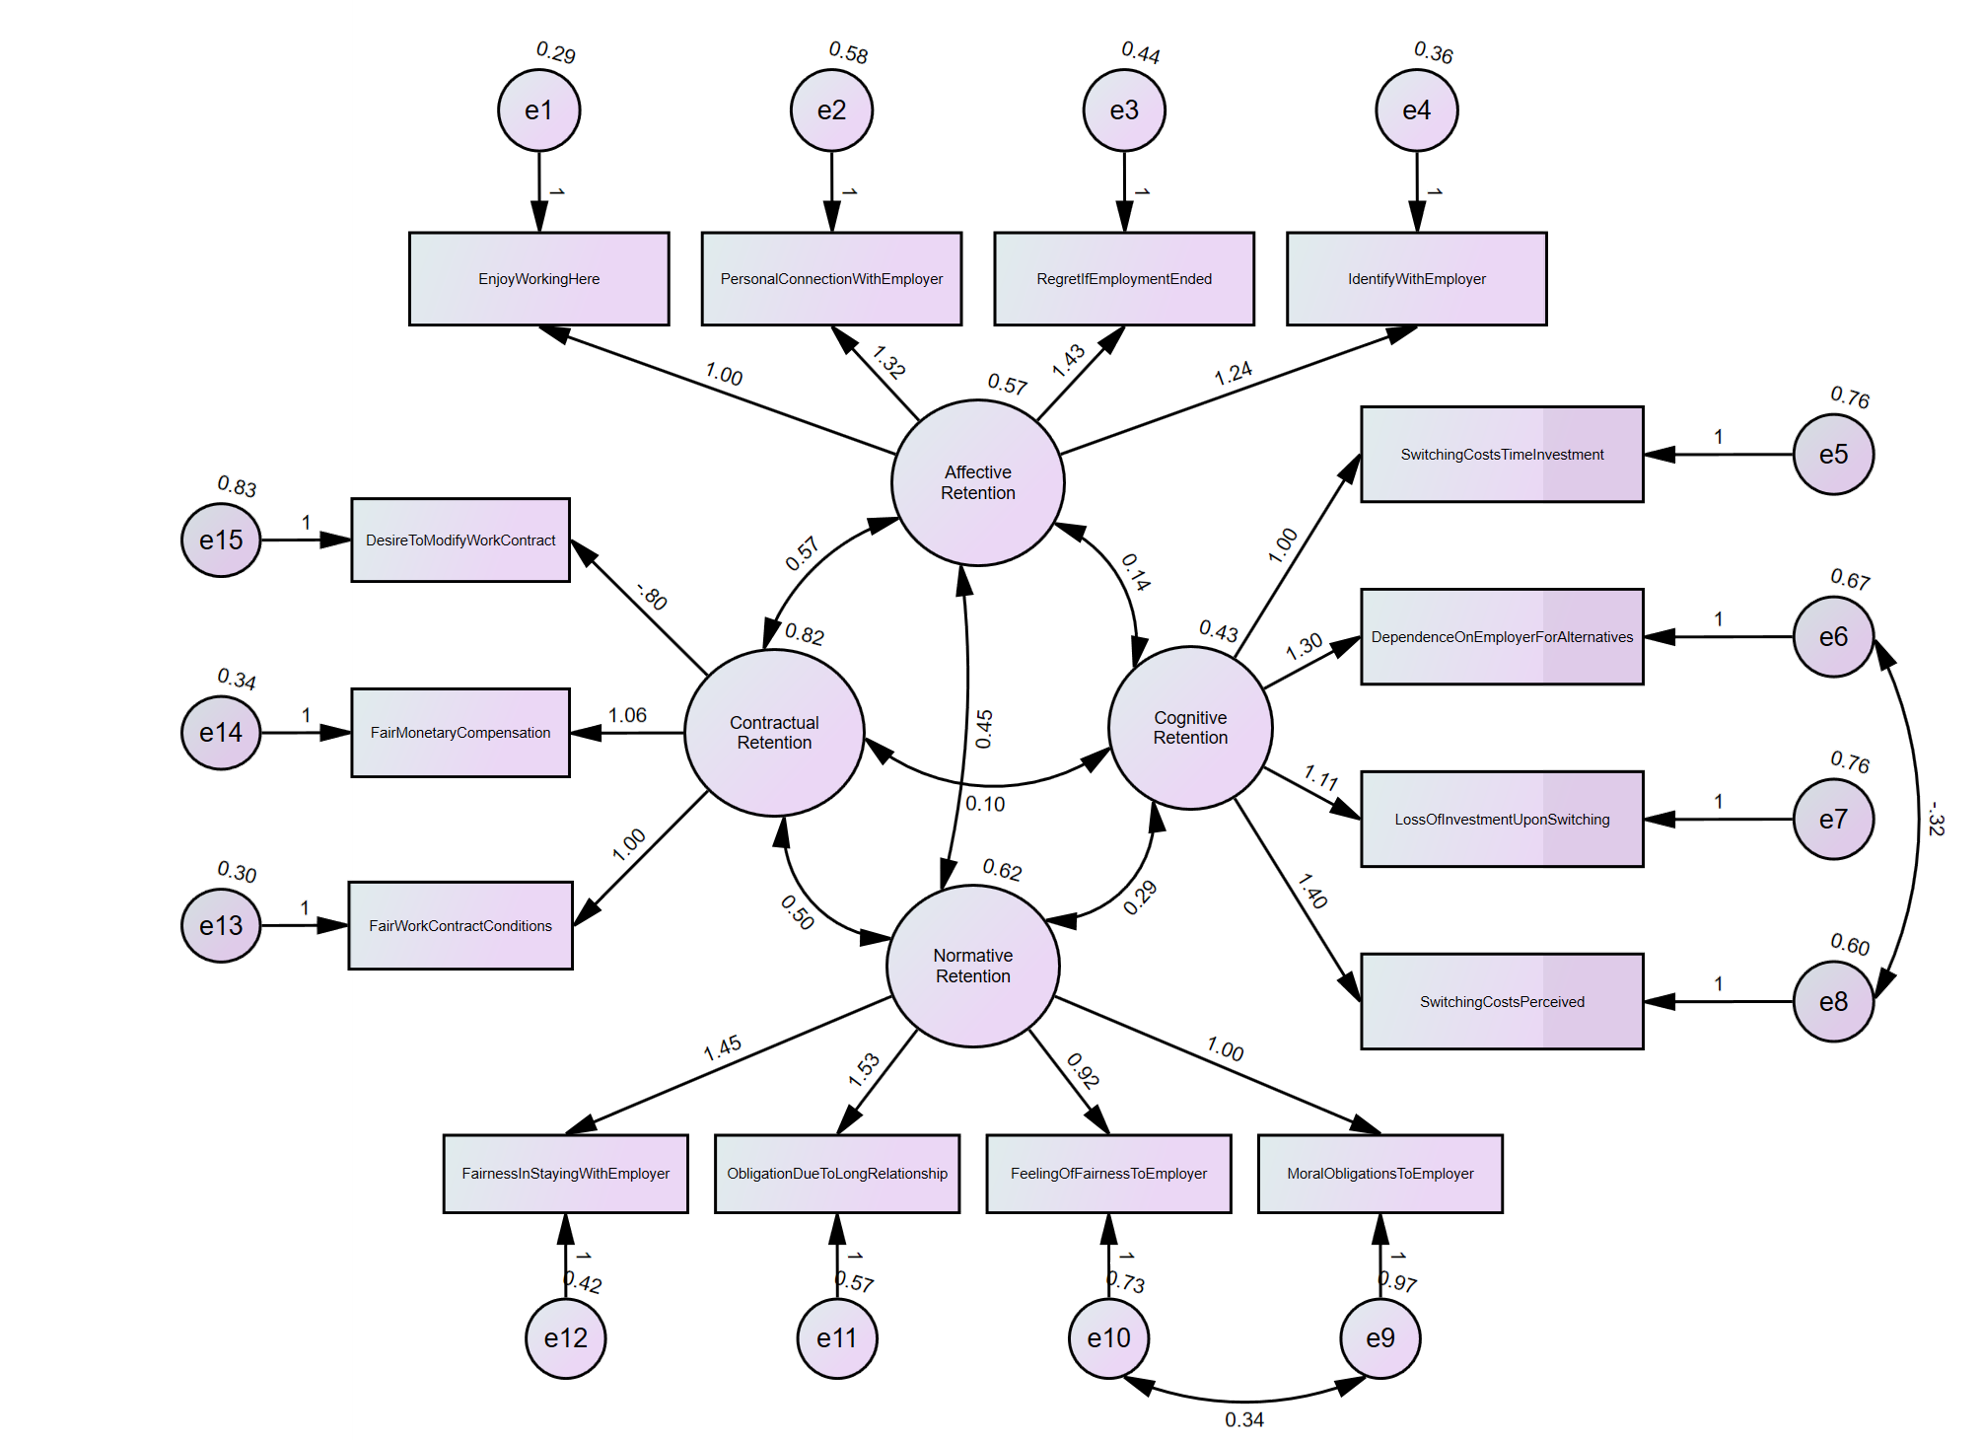 0.29
0.58
0.44
0.36
e1
e2
e3
e4
1
1
1
1
EnjoyWorkingHere
PersonalConnectionWithEmployer
RegretIfEmploymentEnded
IdentifyWithEmployer
1.00
1.32
1.43
1.24
0.57
Affective
Retention
0.76
SwitchingCostsTimeInvestment
1
e5
0.83
e15
1
DesireToModifyWorkContract
-.80
0.57
0.14
1.00
0.67
DependenceOnEmployerForAlternatives
1
e6
1.30
0.82
0.43
0.34
e14
1
FairMonetaryCompensation
1.06
Contractual
Retention
0.45
Cognitive
Retention
0.10
1.11
0.76
LossOfInvestmentUponSwitching
1
e7
-.32
0.30
e13
1
FairWorkContractConditions
1.00
0.50
0.62
0.29
1.40
0.60
SwitchingCostsPerceived
1
e8
Normative
Retention
1.45
1.53
0.92
1.00
FairnessInStayingWithEmployer
ObligationDueToLongRelationship
FeelingOfFairnessToEmployer
MoralObligationsToEmployer
1
1
1
1
0.42
0.57
0.73
0.97
e12
e11
e10
e9
0.34